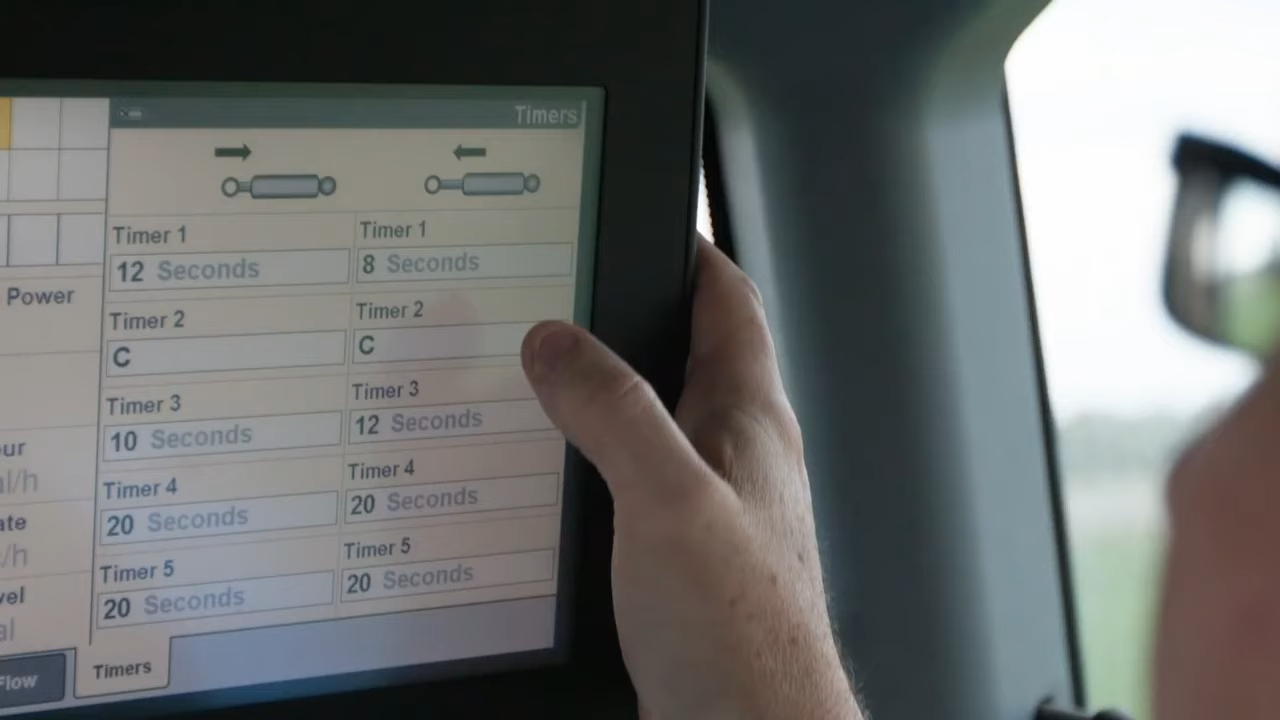 Timers
Timer 1
12 Seconds
Timer 1
8 Seconds
Power
Timer 2
C
Timer 2
C
Timer 3
10 Seconds
Timer 3
12 Seconds
Timer 4
20 Seconds
Timer 4
20 Seconds
Timer 5
20 Seconds
Timer 5
20 Seconds
Flow
Timers